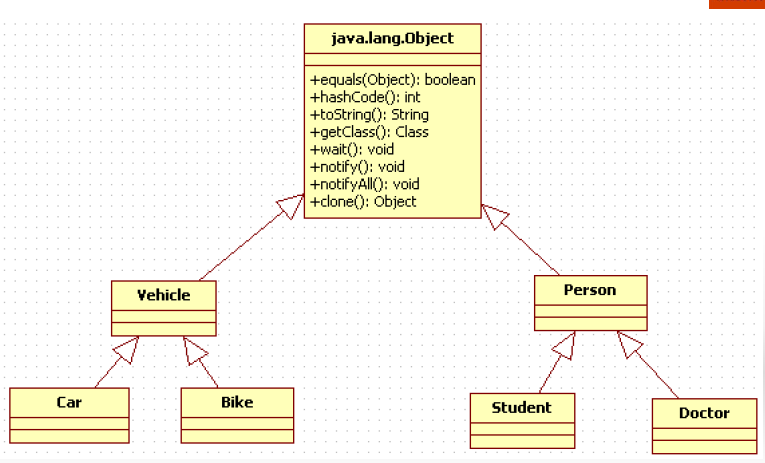 java.lang.Object
+equals(Object): boolean
+hashCode(): int
+toString(): String
+getClass(): Class
+wait(): void
+notify(): void
+notifyAll(): void
+clone(): Object
Vehicle
Person
Car
Bike
Student
Doctor